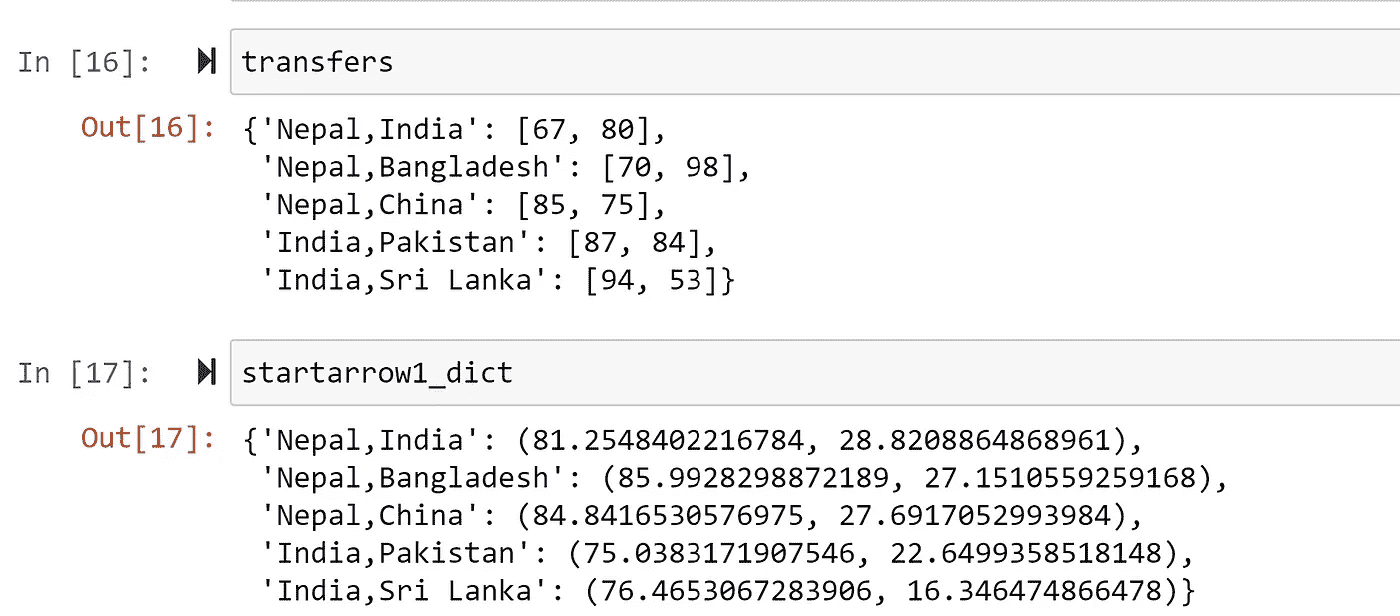 In [16]: transfers
Out[16]: {'Nepal,India': [67, 80],
'Nepal,Bangladesh': [70, 98],
'Nepal,China': [85, 75],
'India,Pakistan': [87, 84],
'India,Sri Lanka': [94, 53]}
In [17]: startarrow1_dict
Out[17]: {'Nepal,India': (81.2548402216784, 28.8208864868961),
'Nepal,Bangladesh': (85.9928298872189, 27.1510559259168),
'Nepal,China': (84.8416530576975, 27.6917052993984),
'India,Pakistan': (75.0383171907546, 22.6499358518148),
'India,Sri Lanka': (76.4653067283906, 16.346474866478)}